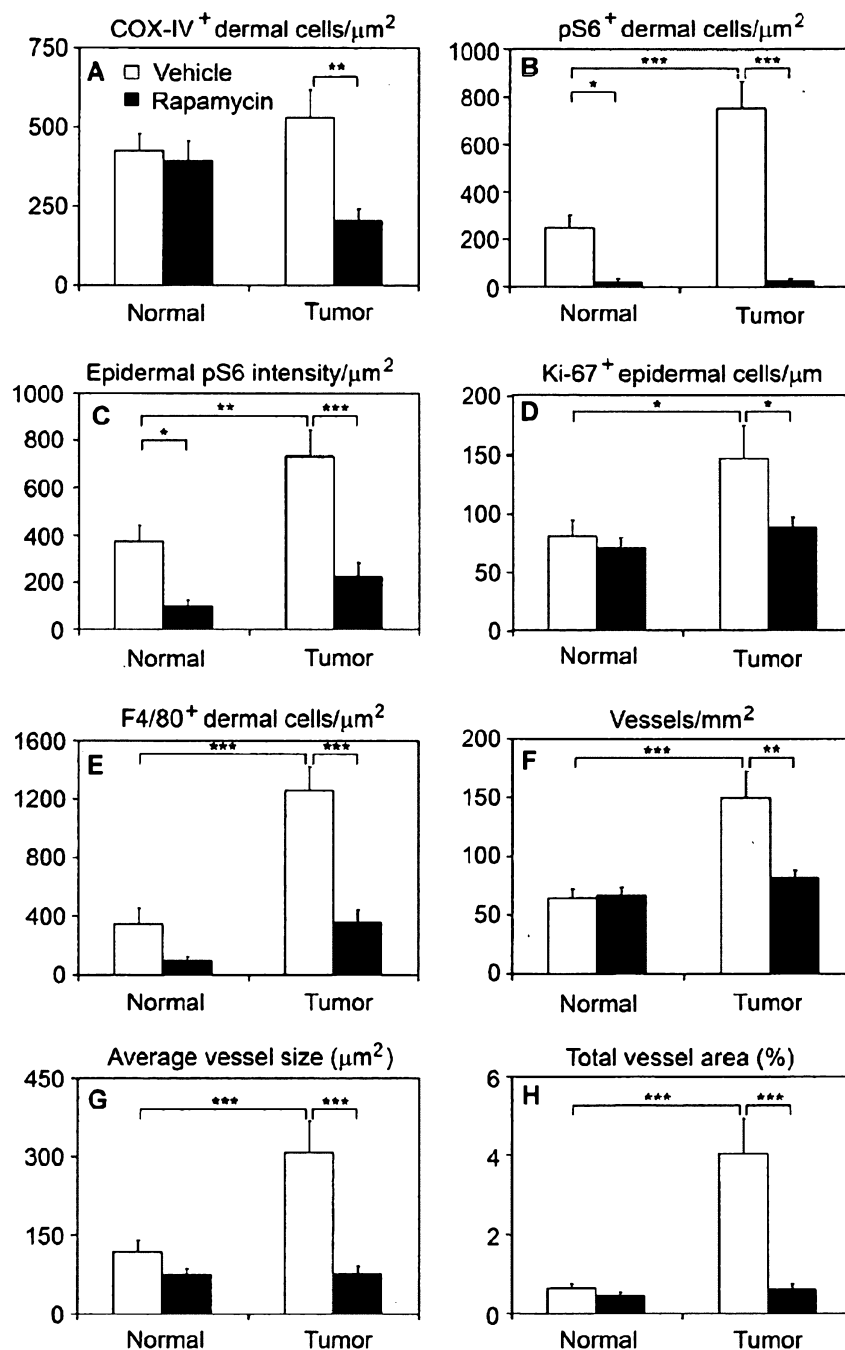 COX-IV + dermal cells/μm2
A
Vehicle
Rapamycin
**
750
500
250
0
Normal
Tumor
pS6+ dermal cells/μm2
B
***
***
*
1000
800
600
400
200
0
Normal
Tumor
Epidermal pS6 intensity/μm2
C
**
***
*
1000
800
600
400
200
0
Normal
Tumor
Ki-67+ epidermal cells/μm
D
*
*
200
150
100
50
0
Normal
Tumor
F4/80+ dermal cells/μm2
E
***
***
1600
1200
800
400
0
Normal
Tumor
Vessels/mm2
F
***
**
200
150
100
50
0
Normal
Tumor
Average vessel size (μm2)
G
***
***
450
300
150
0
Normal
Tumor
Total vessel area (%)
H
***
***
6
4
2
0
Normal
Tumor